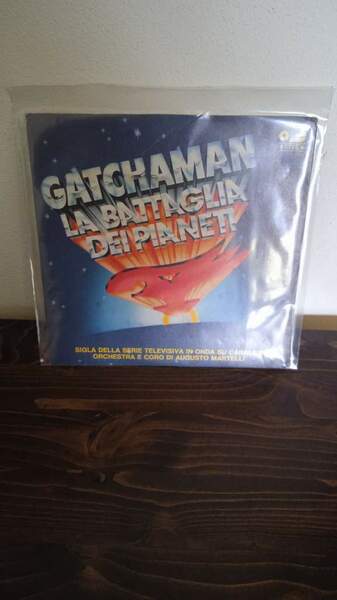 GATCHAMAN
LA BATTAGLIA
DEI PIANETI
SIGLA DELLA SERIE TELEVISIVA IN ONDA SU
ORCHESTRA E CORO DI AUGUSTO MARTELLI